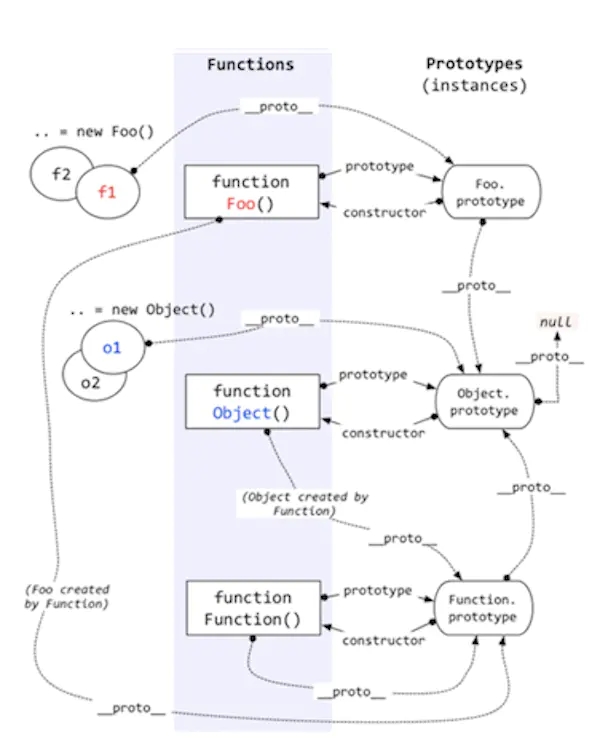 Functions
Prototypes
(instances)
__proto__
.. = new Foo()
f2
f1
function
Foo()
prototype
constructor
Foo.
prototype
__proto__
.. = new Object()
__proto__
null
__proto__
o1
o2
function
Object()
prototype
constructor
Object.
prototype
(Object created by
Function)
__proto__
__proto__
(Foo created
by Function)
function
Function()
prototype
constructor
Function.
prototype
__proto__
__proto__